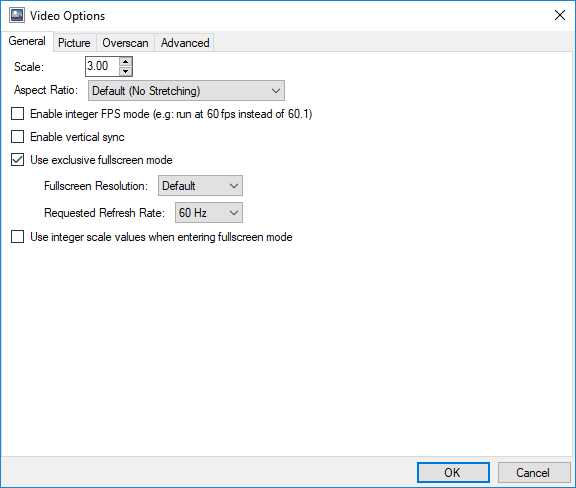 Video Options
General Picture Overscan Advanced
Scale: 3.00
Aspect Ratio: Default (No Stretching)
Enable integer FPS mode (e.g: run at 60 fps instead of 60.1)
Enable vertical sync
Use exclusive fullscreen mode
Fullscreen Resolution: Default
Requested Refresh Rate: 60 Hz
Use integer scale values when entering fullscreen mode
OK Cancel